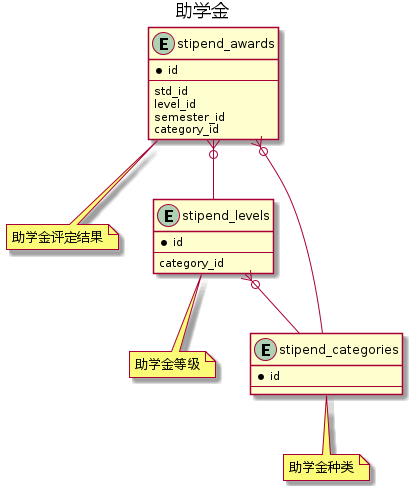 助学金
E stipend_awards
id
std_id
level_id
semester_id
category_id
助学金评定结果
E stipend_levels
id
category_id
助学金等级
E stipend_categories
id
助学金种类